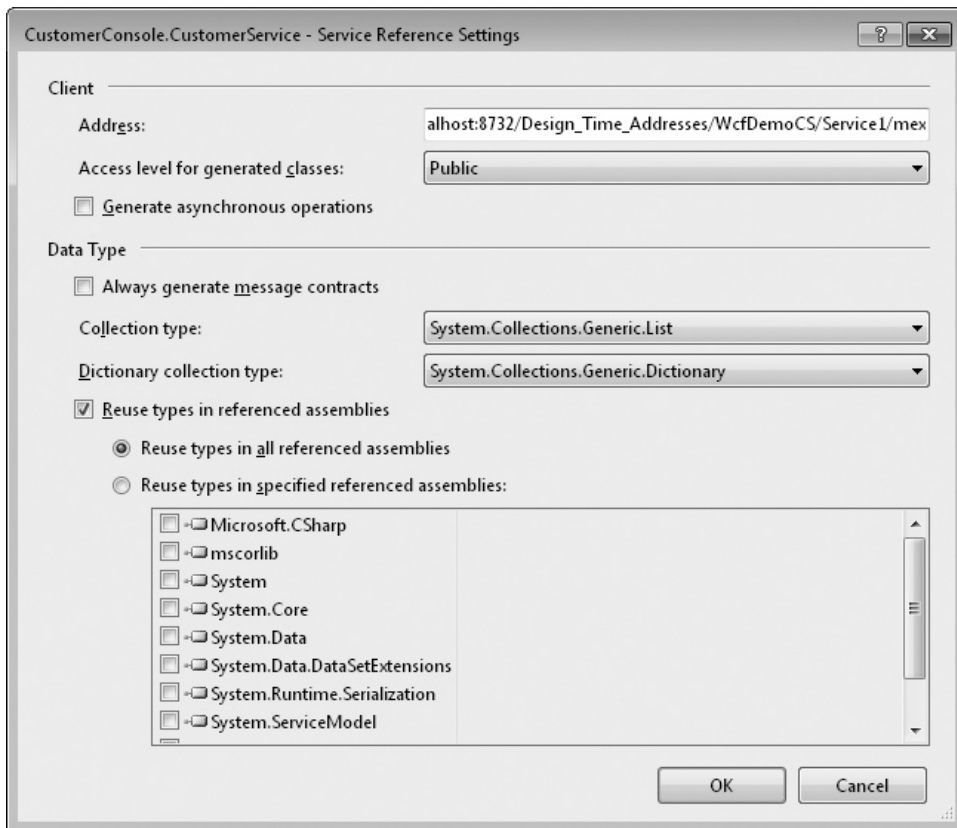 CustomerConsole.CustomerService - Service Reference Settings
?
Client
Address:
alhost:8732/Design_Time_Addresses/WcfDemoCS/Service1/mex
Access level for generated classes:
Public
Generate asynchronous operations
Data Type
Always generate message contracts
Collection type:
System.Collections.Generic.List
Dictionary collection type:
System.Collections.Generic.Dictionary
Reuse types in referenced assemblies
Reuse types in all referenced assemblies
Reuse types in specified referenced assemblies:
Microsoft.CSharp
mscorlib
System
System.Core
System.Data
System.Data.DataSetExtensions
System.Runtime.Serialization
System.ServiceModel
OK
Cancel